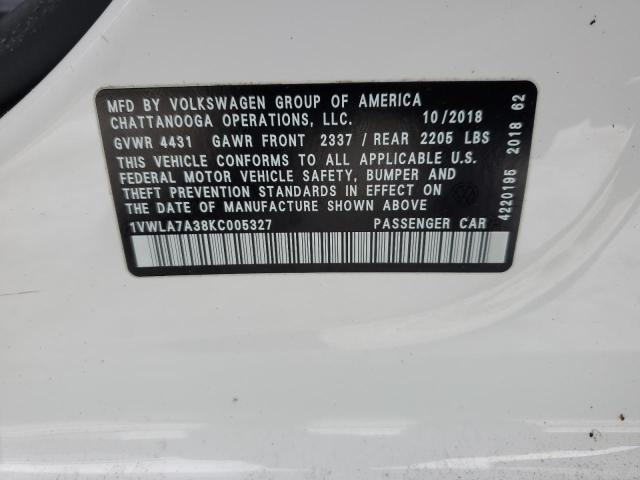 MFD BY VOLKSWAGEN GROUP OF AMERICA
CHATTANOOGA OPERATIONS, LLC. 10/2018
GVWR 4431 GAWR FRONT 2337 / REAR 2205 LBS
THIS VEHICLE CONFORMS TO ALL APPLICABLE U.S.
FEDERAL MOTOR VEHICLE SAFETY, BUMPER AND
THEFT PREVENTION STANDARDS IN EFFECT ON
THE DATE OF MANUFACTURE SHOWN ABOVE
1VWLA7A38KC005327 PASSENGER CAR
4220195 2018 62